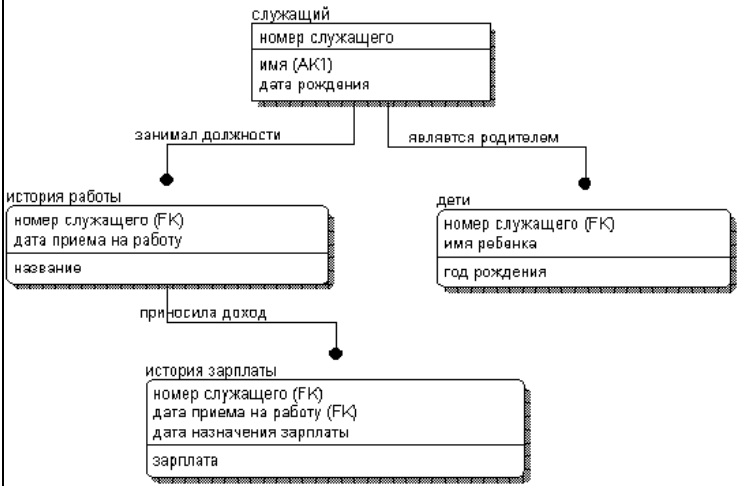 служащий
номер служащего
имя (AK1)
дата рождения
занимал должности
является родителем
история работы
номер служащего (FK)
дата приема на работу
название
дети
номер служащего (FK)
имя ребенка
год рождения
приносила доход
история зарплаты
номер служащего (FK)
дата приема на работу (FK)
дата назначения зарплаты
зарплата